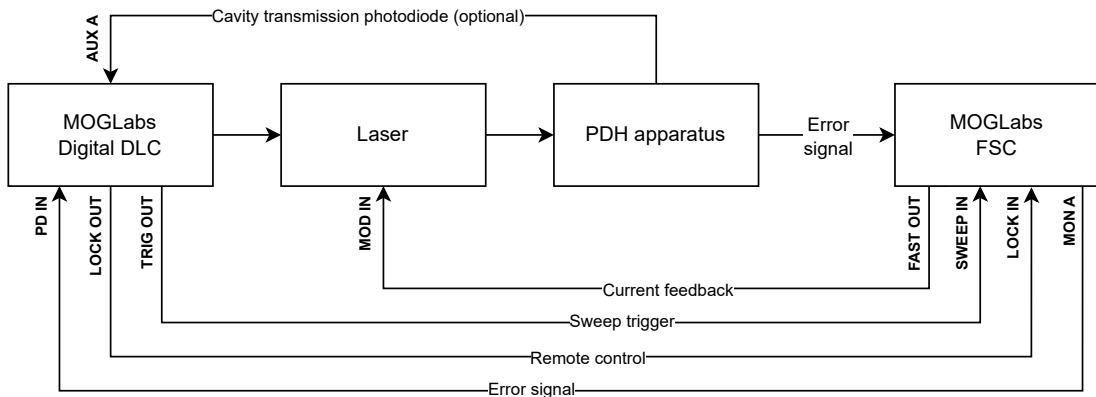 Cavity transmission photodiode (optional)
AUX A
MOGLabs
Digital DLC
Laser
PDH apparatus
Error
signal
MOGLabs
FSC
PD IN
LOCK OUT
TRIG OUT
MOD IN
FAST OUT
SWEEP IN
LOCK IN
MON A
Current feedback
Sweep trigger
Remote control
Error signal